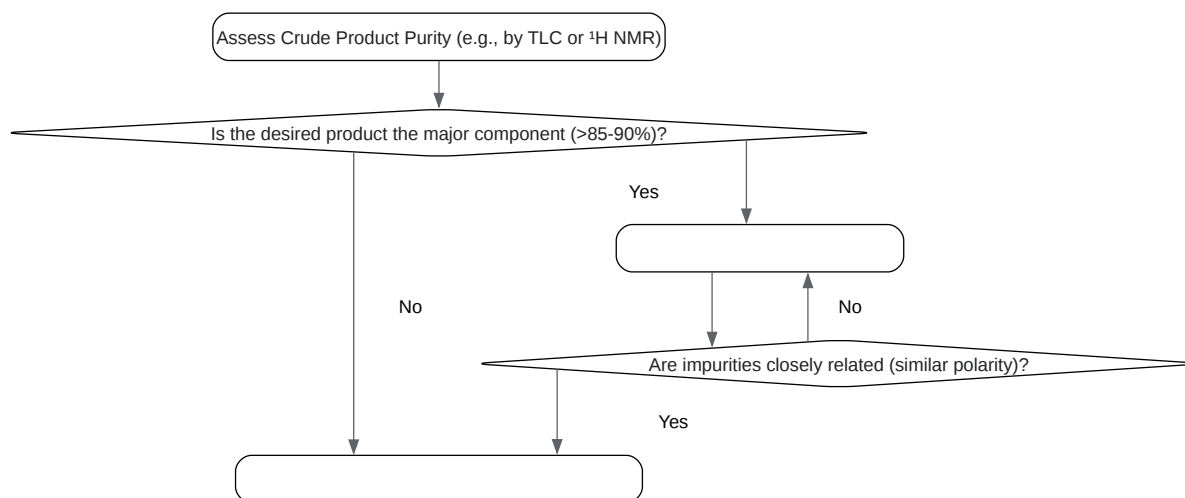 Assess Crude Product Purity (e.g., by TLC or ¹H NMR)
Is the desired product the major component (>85-90%)?
Yes
No
No
Are impurities closely related (similar polarity)?
Yes